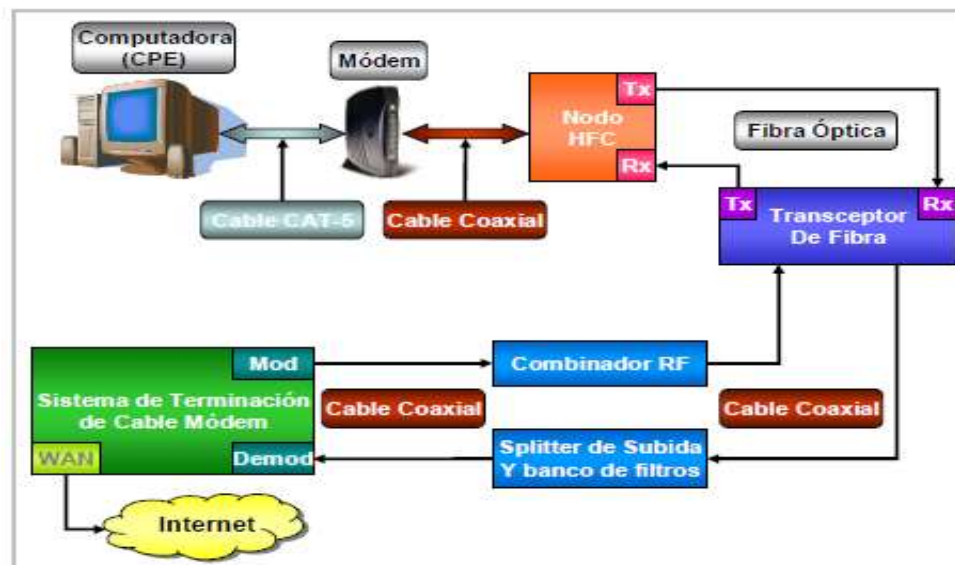 Computadora
(CPE)
Módem
Tx
Nodo
HFC
Rx
Fibra Óptica
Cable CAT-5
Cable Coaxial
Tx
Rx
Transceptor
De Fibra
Mod
Sistema de Terminación
de Cable Módem
WAN
Demod
Combinador RF
Cable Coaxial
Cable Coaxial
Splitter de Subida
Y banco de filtros
Internet